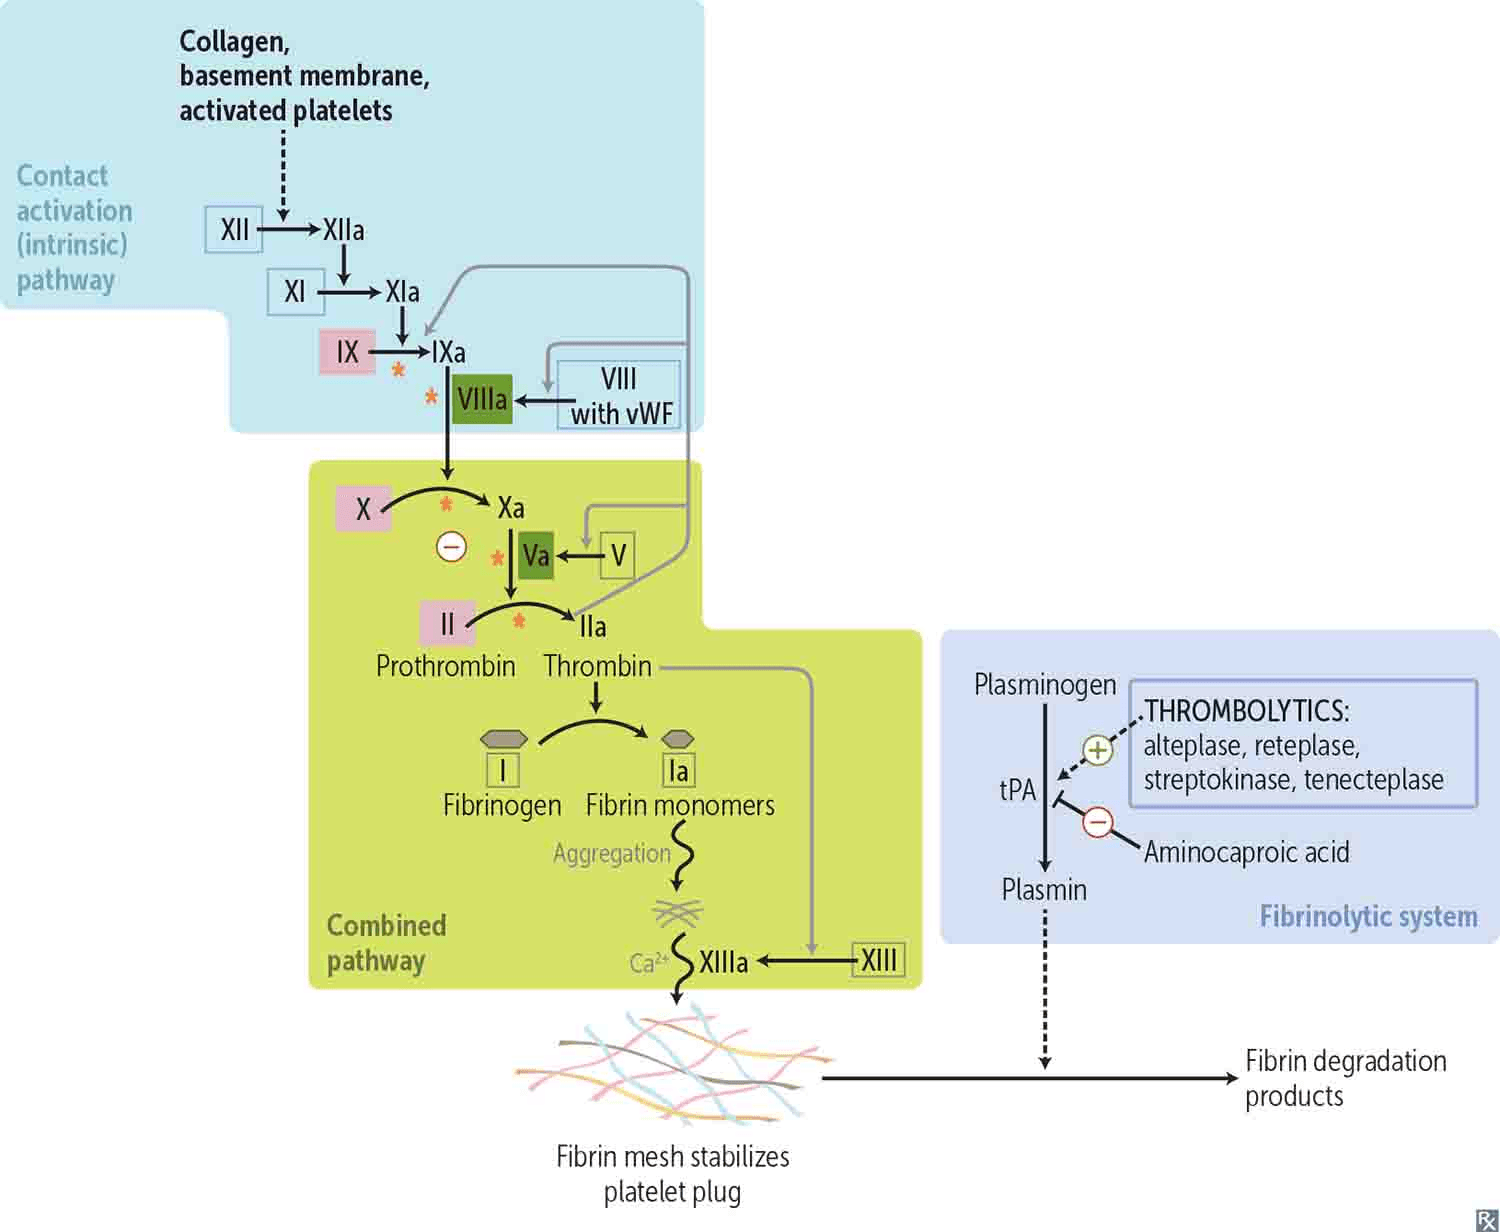 Collagen,
basement membrane,
activated platelets
Contact
activation
(intrinsic)
pathway
XII
XIIa
XI
XIa
IX
IXa
*
*
VIIIa
VIII
with vWF
X
*
Xa
−
*
Va
V
II
*
IIa
Prothrombin
Thrombin
I
Ia
Fibrinogen
Fibrin monomers
Aggregation
Combined
pathway
Ca2+
XIIIa
XIII
Plasminogen
THROMBOLYTICS:
alteplase, reteplase,
streptokinase, tenecteplase
+
tPA
−
Aminocaproic acid
Plasmin
Fibrinolytic system
Fibrin degradation
products
Fibrin mesh stabilizes
platelet plug
Rx